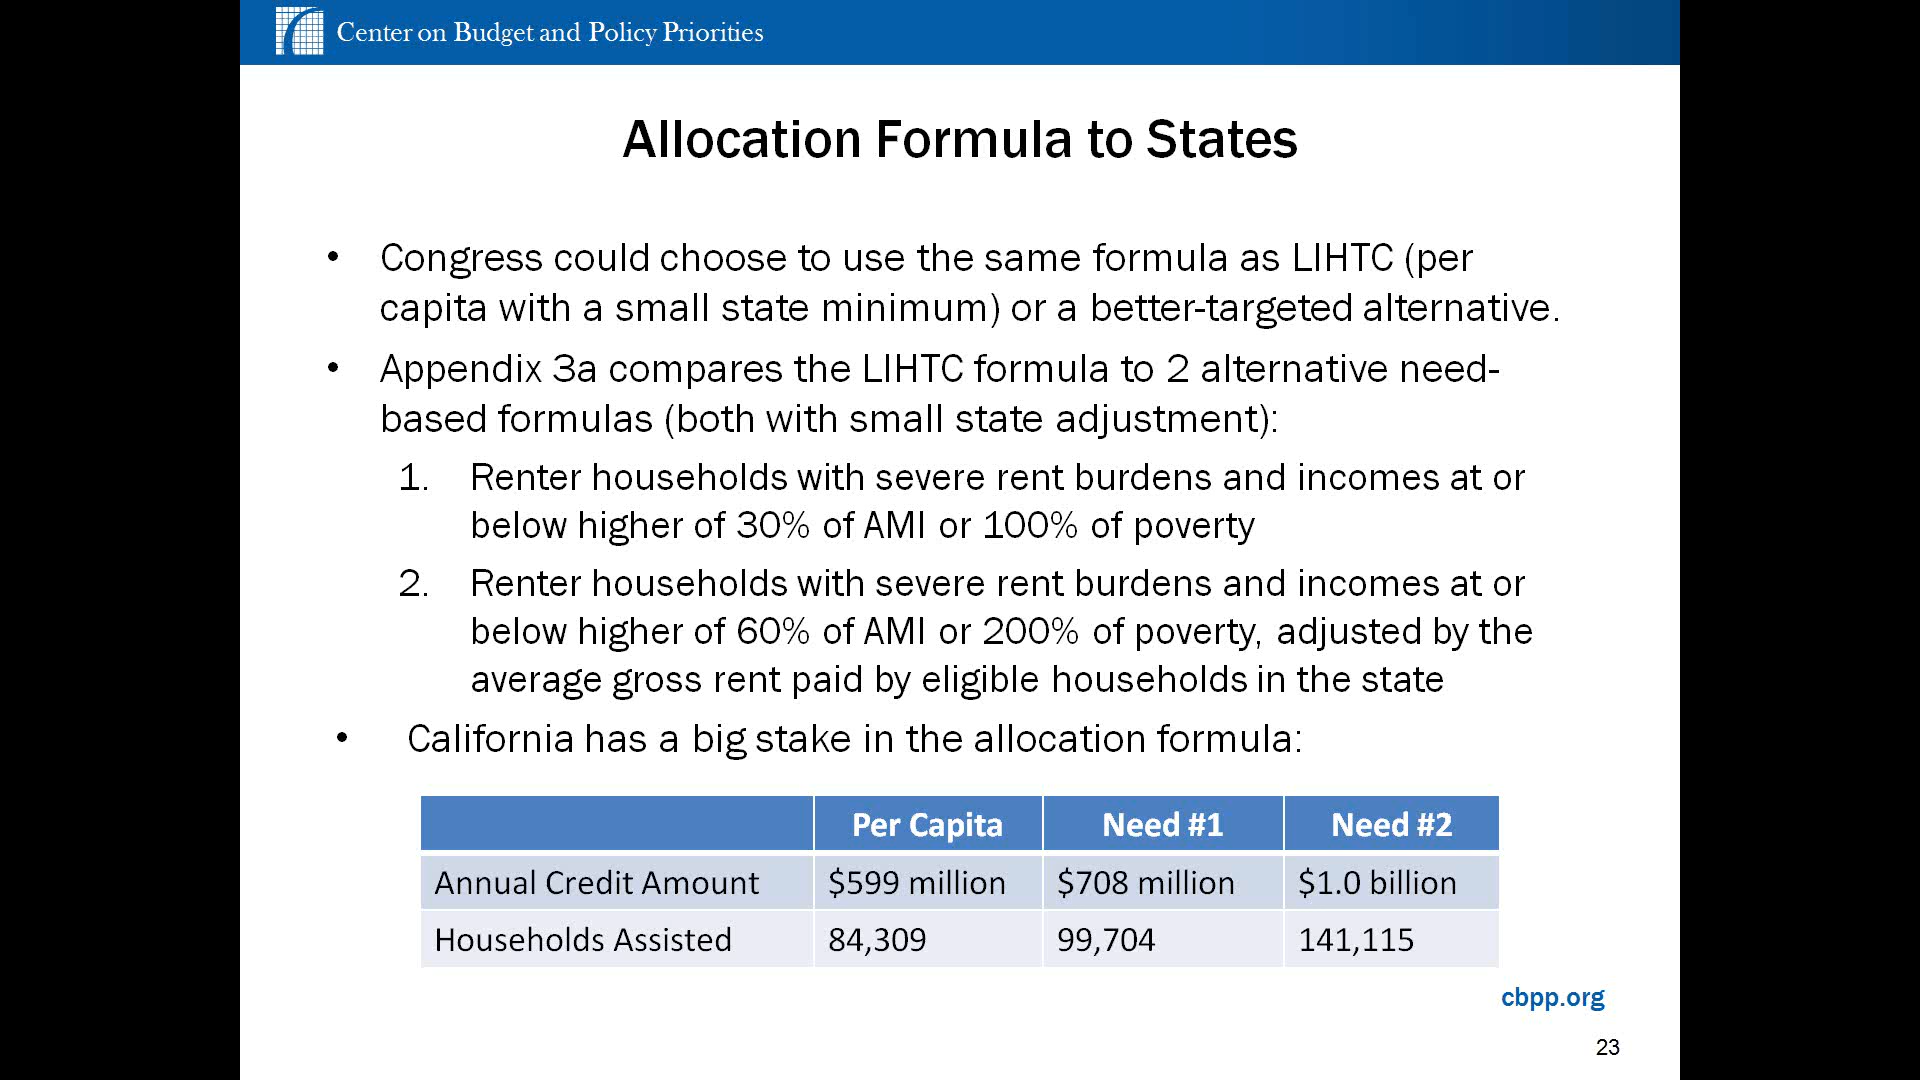 Center on Budget and Policy Priorities
Allocation Formula to States
• Congress could choose to use the same formula as LIHTC (per
capita with a small state minimum) or a better-targeted alternative.
• Appendix 3a compares the LIHTC formula to 2 alternative need-
based formulas (both with small state adjustment):
1. Renter households with severe rent burdens and incomes at or
below higher of 30% of AMI or 100% of poverty
2. Renter households with severe rent burdens and incomes at or
below higher of 60% of AMI or 200% of poverty, adjusted by the
average gross rent paid by eligible households in the state
• California has a big stake in the allocation formula:
Per Capita Need #1 Need #2
Annual Credit Amount $599 million $708 million $1.0 billion
Households Assisted 84,309 99,704 141,115
cbpp.org
23